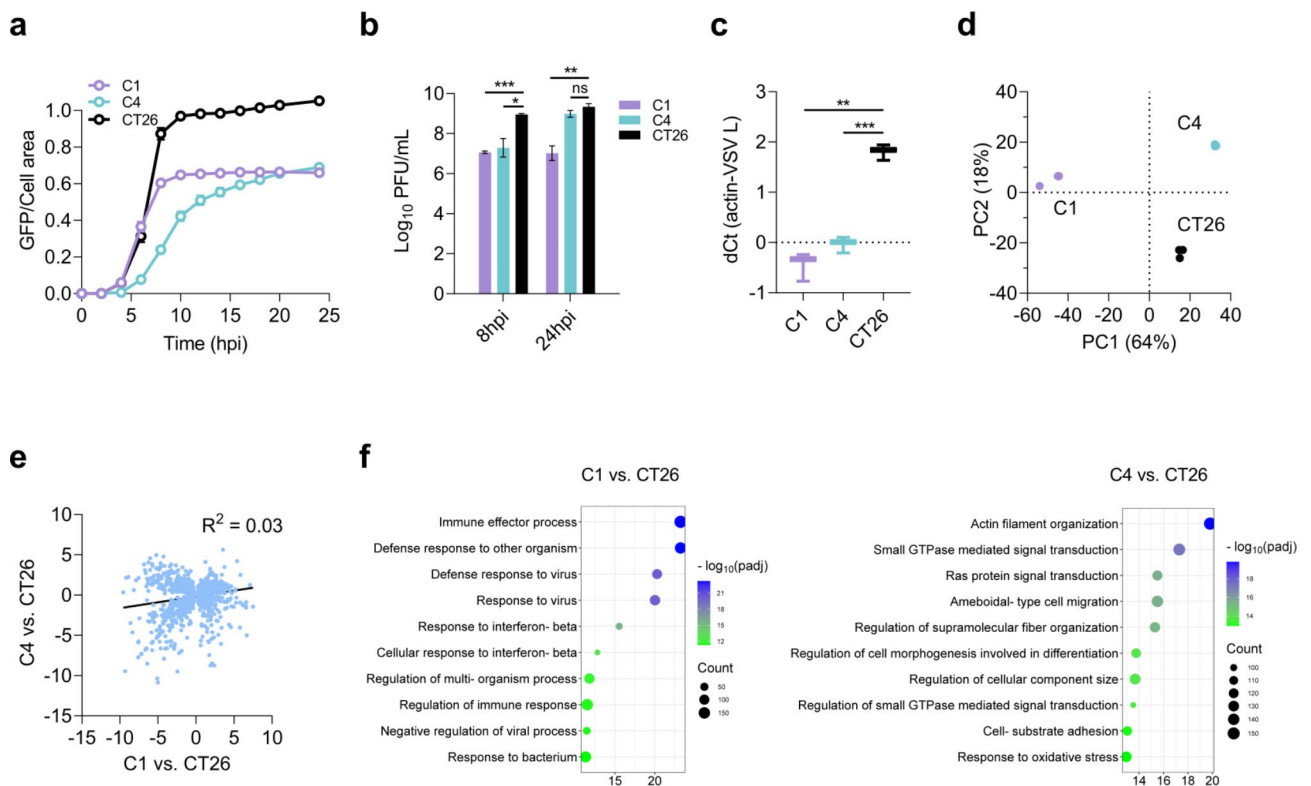 a
C1
C4
CT26
GFP/Cell area
1.0
0.8
0.6
0.4
0.2
0
0 5 10 15 20 25
Time (hpi)
b
Log10 PFU/mL
10
8
6
4
2
0
*** 
*
**
ns
C1
C4
CT26
8hpi 24hpi
c
dCt (actin-VSV L)
3
2
1
0
-1
**
***
C1 C4 CT26
d
PC2 (18%)
40
20
0
-20
-40
C4
C1
CT26
-60 -40 -20 0 20 40
PC1 (64%)
e
C4 vs. CT26
10
5
0
-5
-10
-15
R2 = 0.03
-15 -10 -5 0 5 10
C1 vs. CT26
f
C1 vs. CT26
Immune effector process
Defense response to other organism
Defense response to virus
Response to virus
Response to interferon- beta
Cellular response to interferon- beta
Regulation of multi- organism process
Regulation of immune response
Negative regulation of viral process
Response to bacterium
15 20
- log10(padj)
21
18
15
12
Count
50
100
150
C4 vs. CT26
Actin filament organization
Small GTPase mediated signal transduction
Ras protein signal transduction
Ameboidal- type cell migration
Regulation of supramolecular fiber organization
Regulation of cell morphogenesis involved in differentiation
Regulation of cellular component size
Regulation of small GTPase mediated signal transduction
Cell- substrate adhesion
Response to oxidative stress
14 16 18 20
- log10(padj)
18
16
14
Count
100
110
120
130
140
150